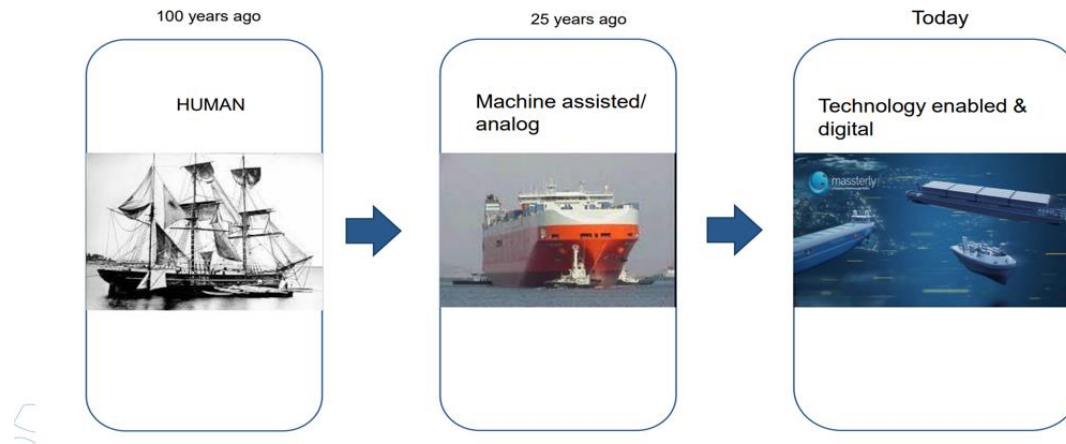 100 years ago
25 years ago
Today
HUMAN
Machine assisted/
analog
Technology enabled &
digital
massterly